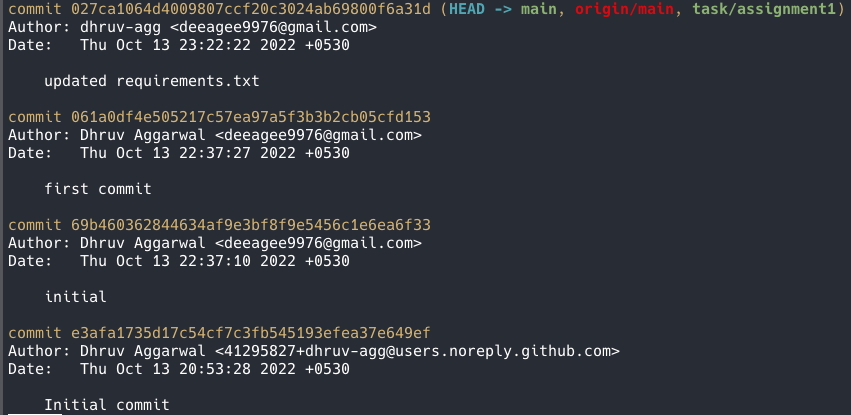 commit 027ca1064d4009807ccf20c3024ab69800f6a31d (HEAD -> main, origin/main, task/assignment1)
Author: dhruv-agg <deeagee9976@gmail.com>
Date:   Thu Oct 13 23:22:22 2022 +0530
updated requirements.txt
commit 061a0df4e505217c57ea97a5f3b3b2cb05cfd153
Author: Dhruv Aggarwal <deeagee9976@gmail.com>
Date:   Thu Oct 13 22:37:27 2022 +0530
first commit
commit 69b460362844634af9e3bf8f9e5456c1e6ea6f33
Author: Dhruv Aggarwal <deeagee9976@gmail.com>
Date:   Thu Oct 13 22:37:10 2022 +0530
initial
commit e3afa1735d17c54cf7c3fb545193efea37e649ef
Author: Dhruv Aggarwal <41295827+dhruv-agg@users.noreply.github.com>
Date:   Thu Oct 13 20:53:28 2022 +0530
Initial commit